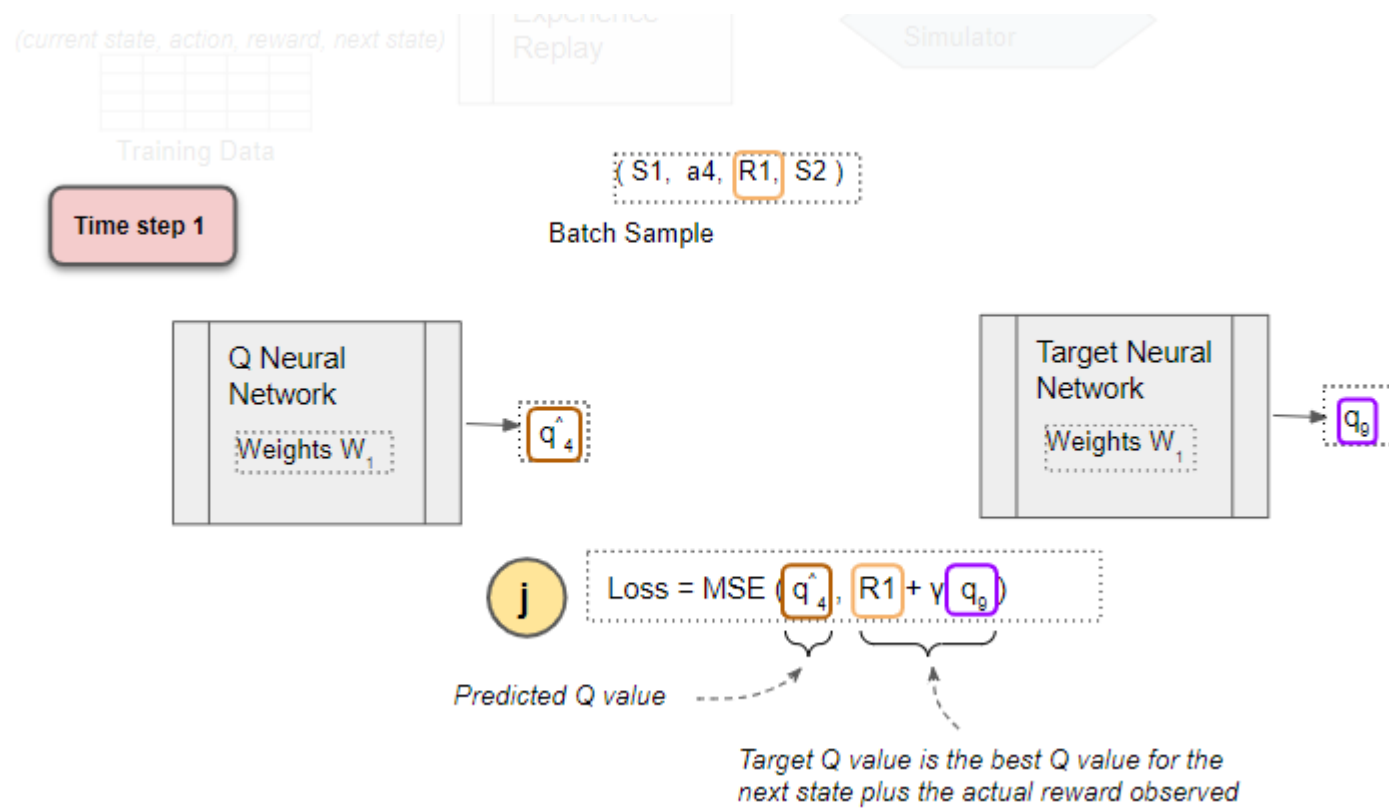 Experience
(current state, action, reward, next state)
Replay
Simulator
Training Data
( S1, a4, R1, S2 )
Time step 1
Batch Sample
Q Neural
Network
Weights W₁
q^₄
Target Neural
Network
Weights W₁
q₉
j
Loss = MSE ( q^₄, R1 + γ q₉ )
Predicted Q value
Target Q value is the best Q value for the
next state plus the actual reward observed